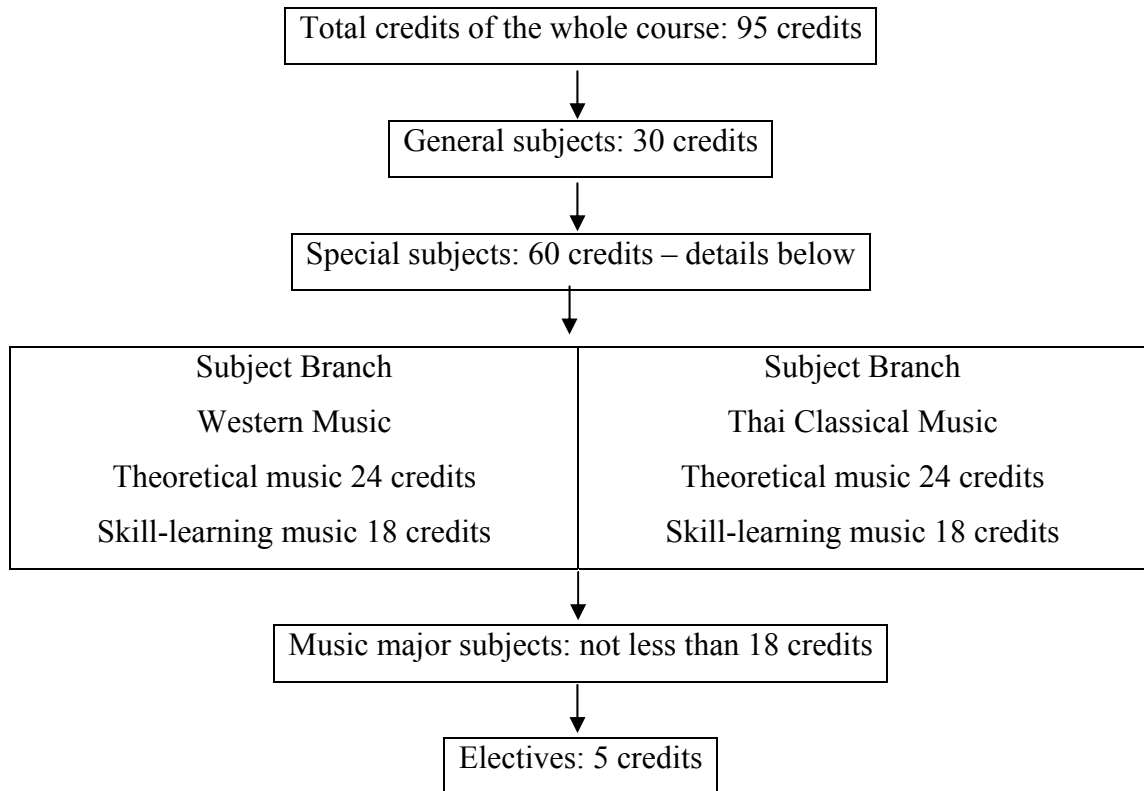 Total credits of the whole course: 95 credits
General subjects: 30 credits
Special subjects: 60 credits – details below
Subject Branch
Western Music
Theoretical music 24 credits
Skill-learning music 18 credits
Subject Branch
Thai Classical Music
Theoretical music 24 credits
Skill-learning music 18 credits
Music major subjects: not less than 18 credits
Electives: 5 credits